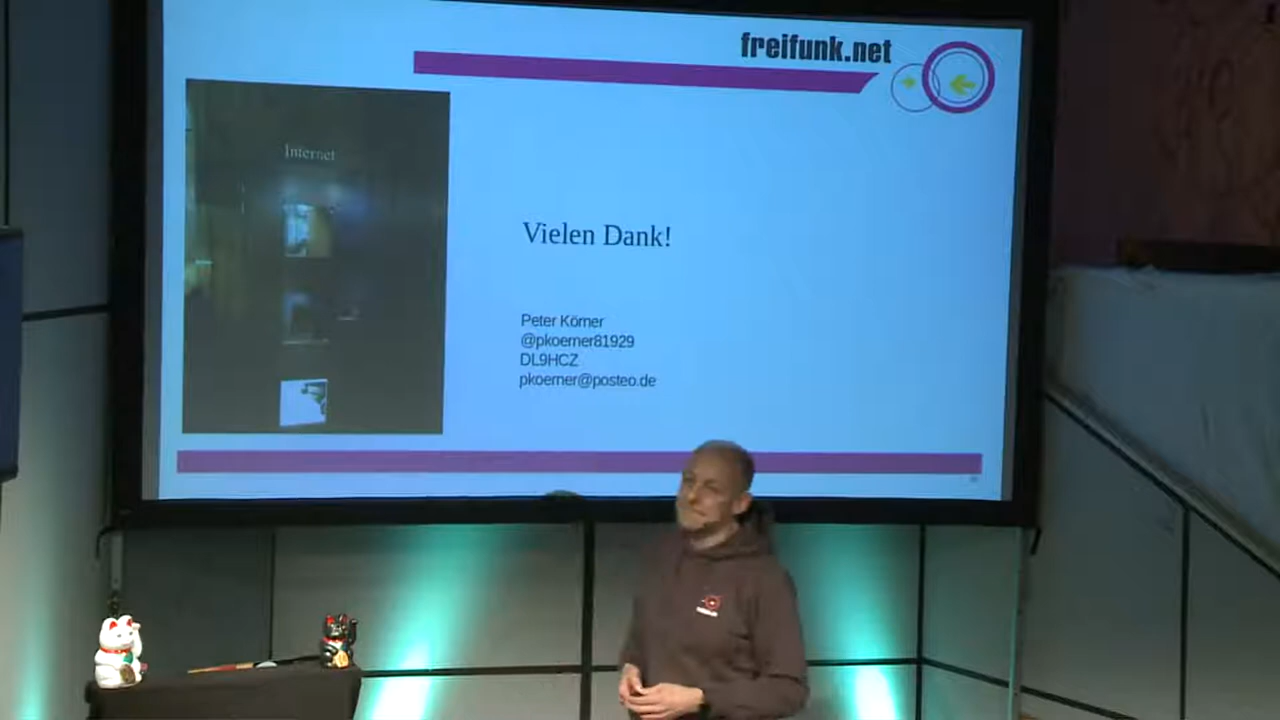 freifunk.net
Internet
Vielen Dank!
Peter Körner
@pkoerner81929
DL9HCZ
pkoerner@posteo.de